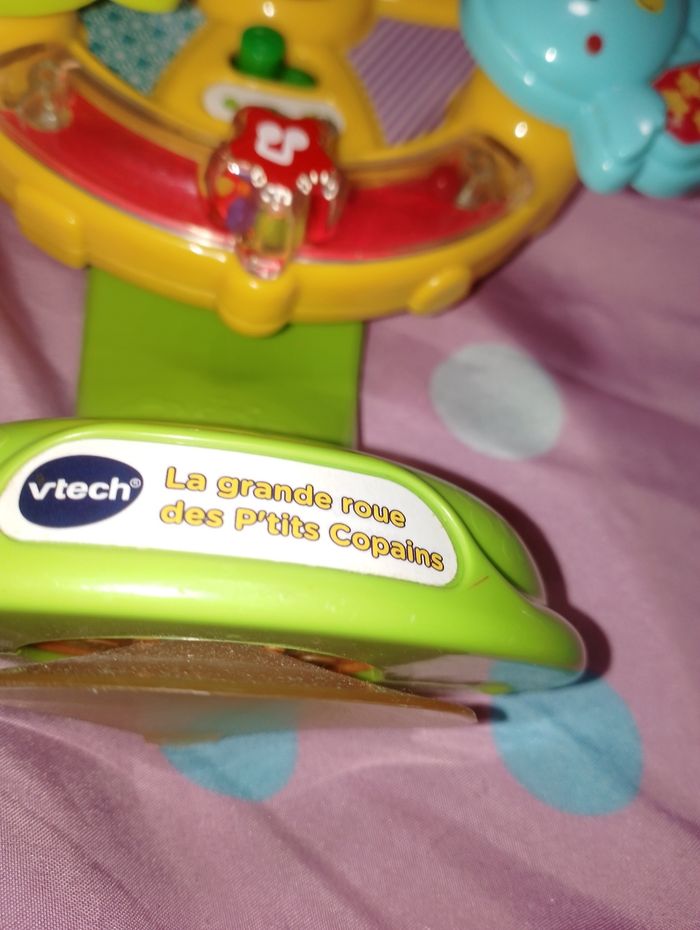 vtech®
La grande roue
des P'tits Copains